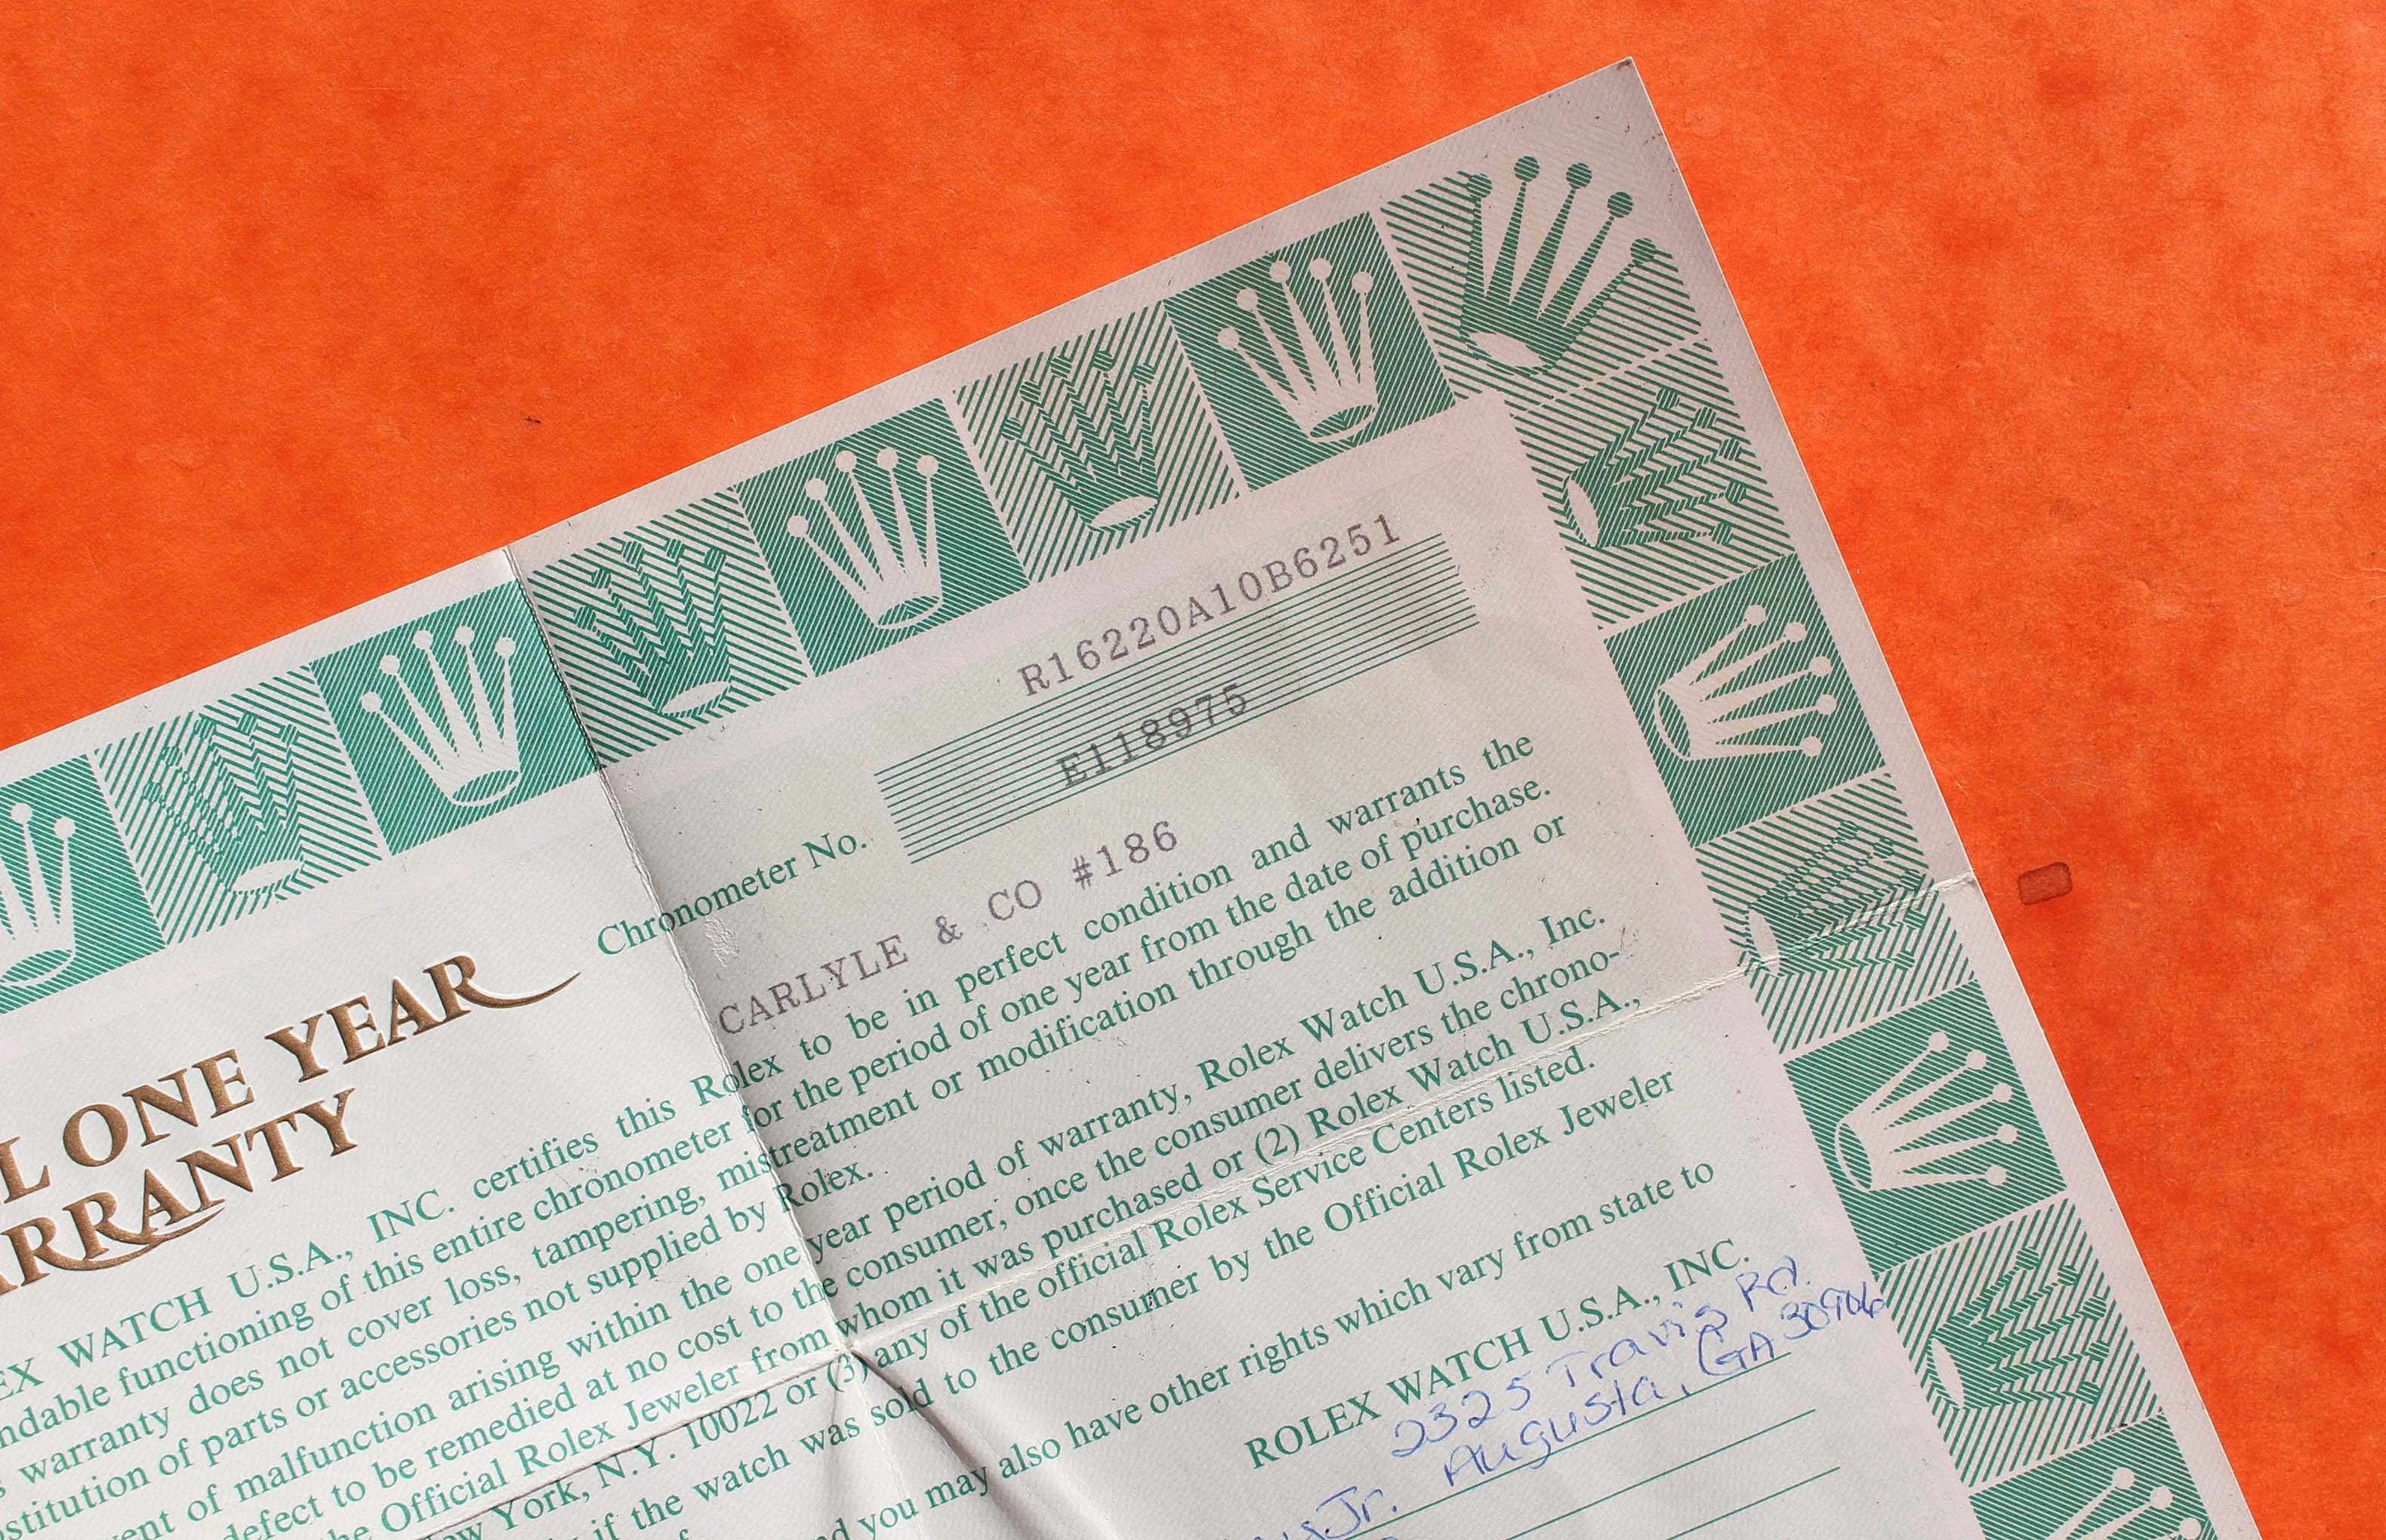 R16220A10B6251
E118975
Chronometer No.
CARLYLE & CO #186
L ONE YEAR
RRANTY
EX WATCH U.S.A., INC. certifies this Rolex to be in perfect condition and warrants the
ndable functioning of this entire chronometer for the period of one year from the date of purchase.
warranty does not cover loss, tampering, mistreatment or modification through the addition or
stitution of parts or accessories not supplied by Rolex.
ent of malfunction arising within the one year period of warranty, Rolex Watch U.S.A., Inc.
defect to be remedied at no cost to the consumer, once the consumer delivers the chrono-
he Official Rolex Jeweler from whom it was purchased or (2) Rolex Watch U.S.A.,
ew York, N.Y. 10022 or (3) any of the official Rolex Service Centers listed.
if the watch was sold to the consumer by the Official Rolex Jeweler
d you may also have other rights which vary from state to
ROLEX WATCH U.S.A., INC.
2325 Travis Rd.
Augusta, GA 30906
Jr.